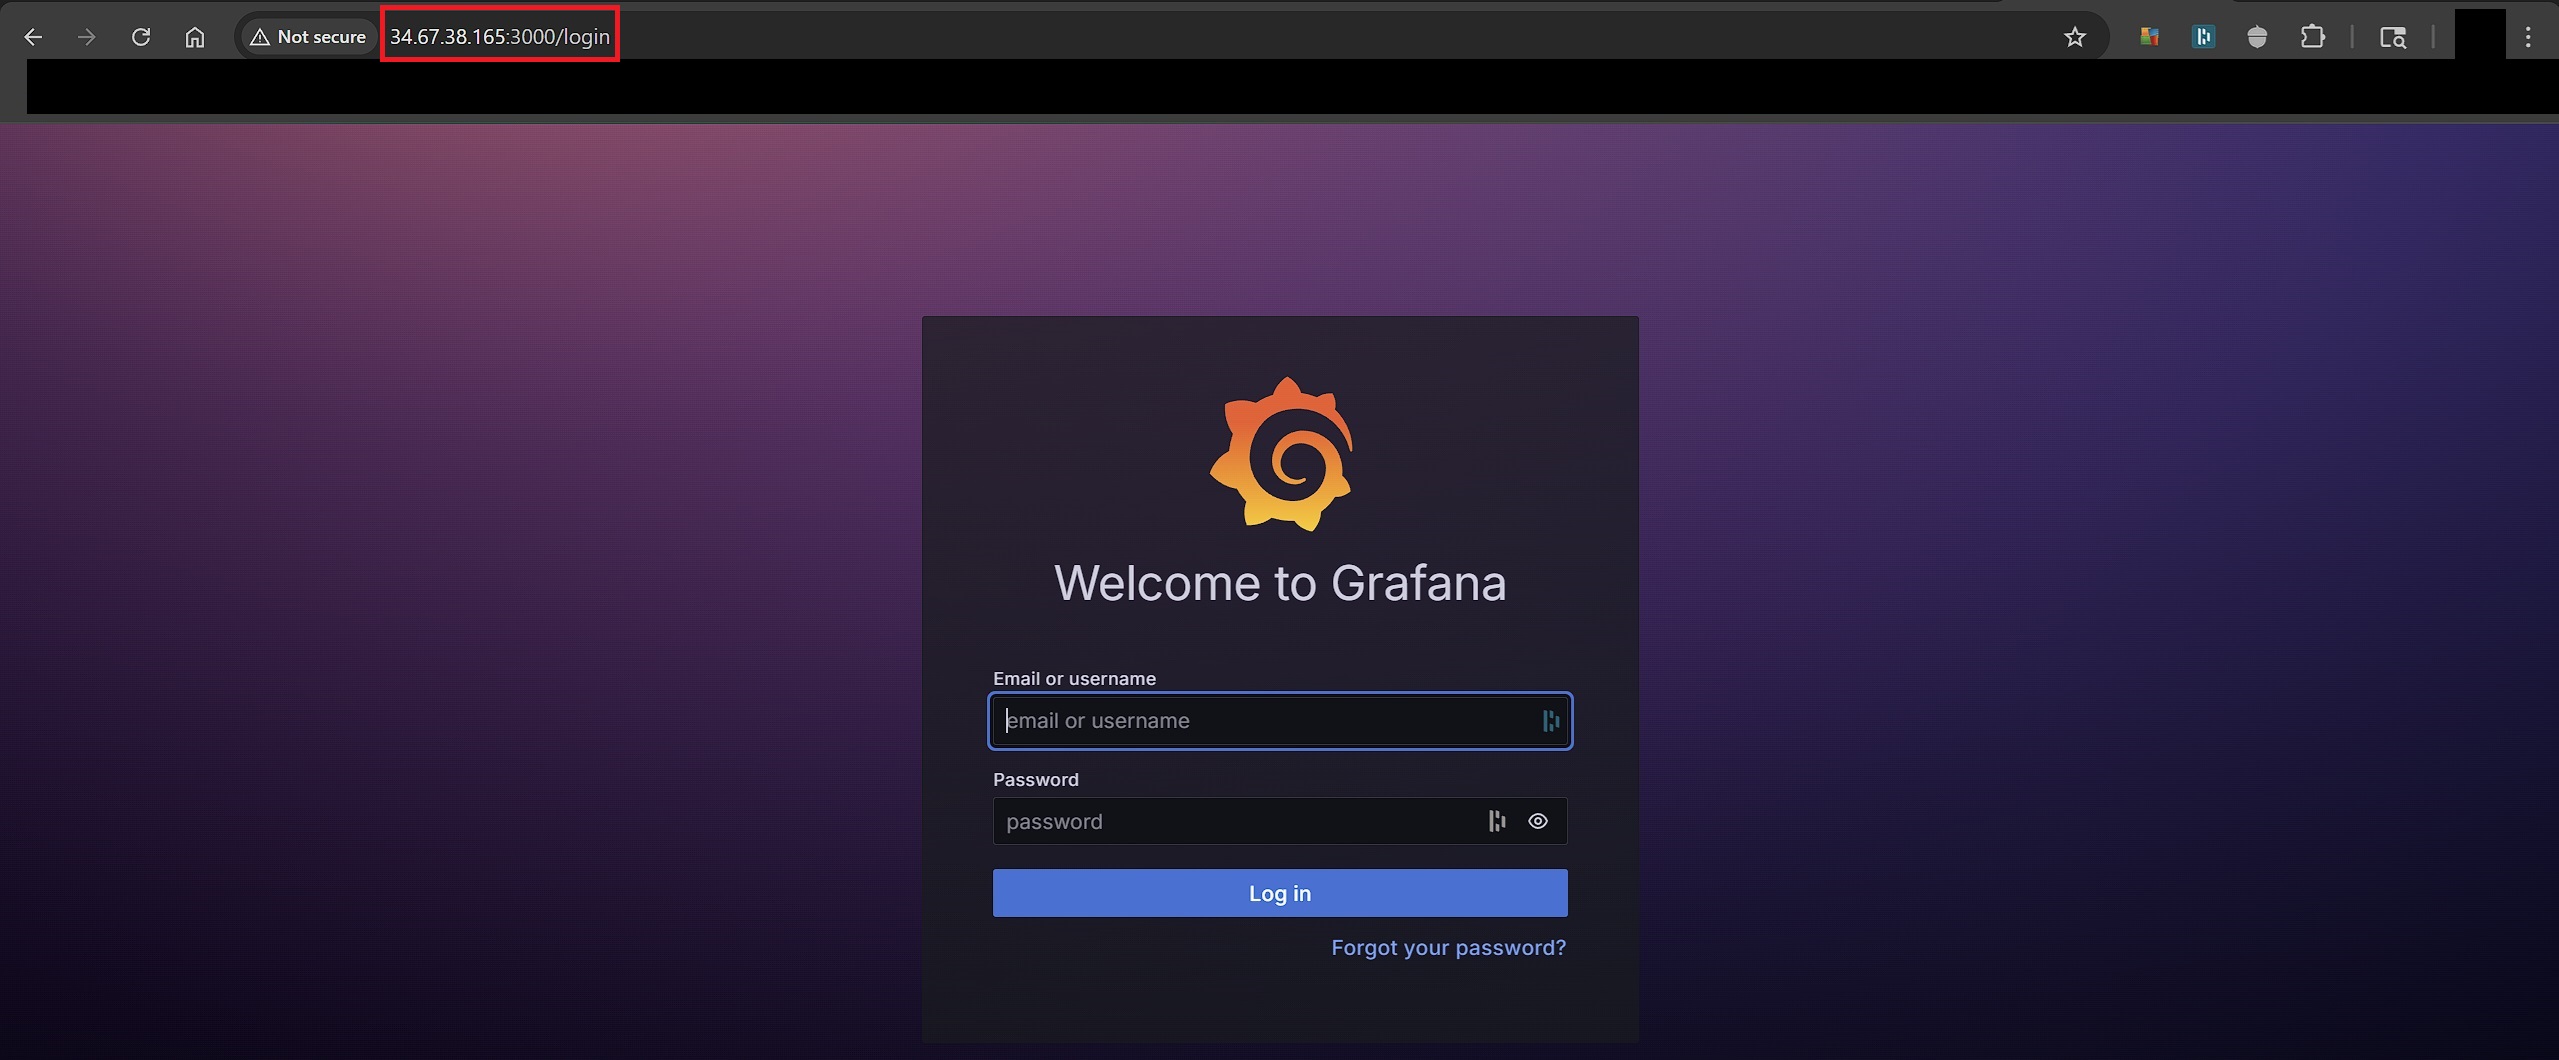 Not secure 34.67.38.165:3000/login
Welcome to Grafana
Email or username
email or username
Password
password
Log in
Forgot your password?